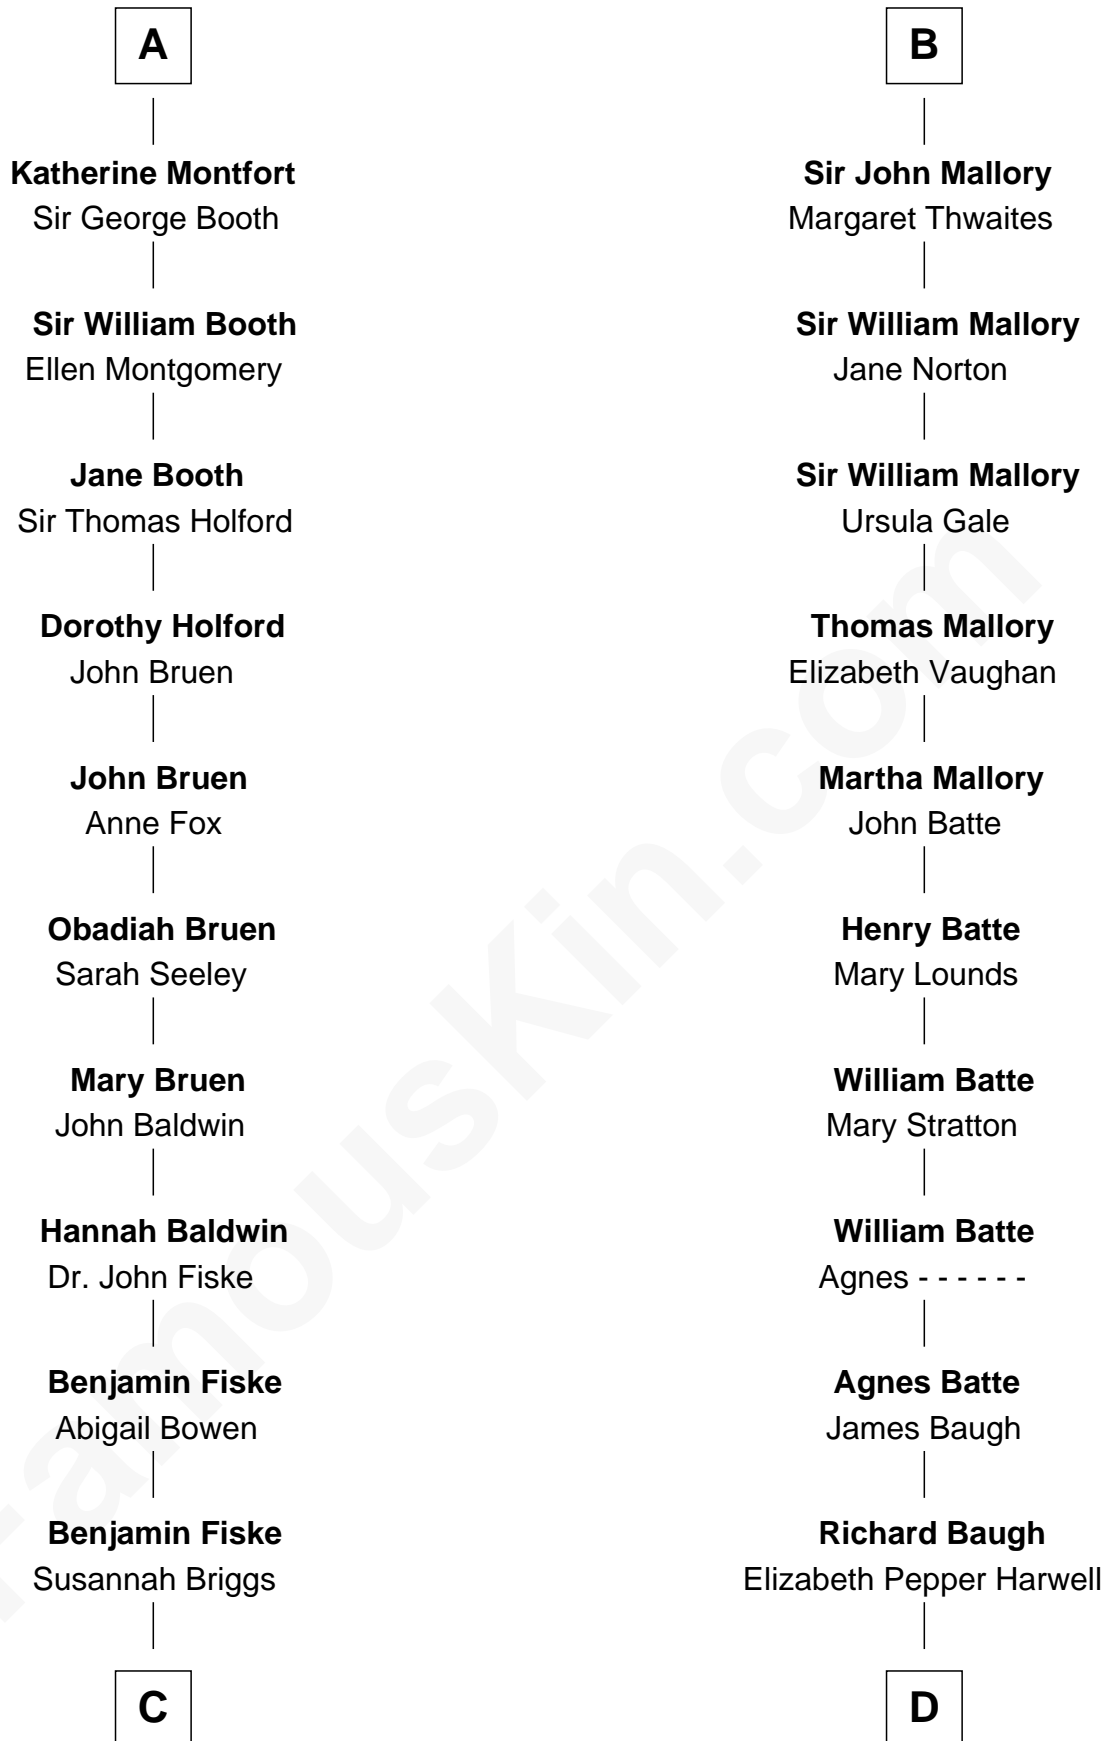 A
Katherine Montfort
Sir George Booth
Sir William Booth
Ellen Montgomery
Jane Booth
Sir Thomas Holford
Dorothy Holford
John Bruen
John Bruen
Anne Fox
Obadiah Bruen
Sarah Seeley
Mary Bruen
John Baldwin
Hannah Baldwin
Dr. John Fiske
Benjamin Fiske
Abigail Bowen
Benjamin Fiske
Susannah Briggs
C
B
Sir John Mallory
Margaret Thwaites
Sir William Mallory
Jane Norton
Sir William Mallory
Ursula Gale
Thomas Mallory
Elizabeth Vaughan
Martha Mallory
John Batte
Henry Batte
Mary Lounds
William Batte
Mary Stratton
William Batte
Agnes - - - - - -
Agnes Batte
James Baugh
Richard Baugh
Elizabeth Pepper Harwell
D
FamousKin.com